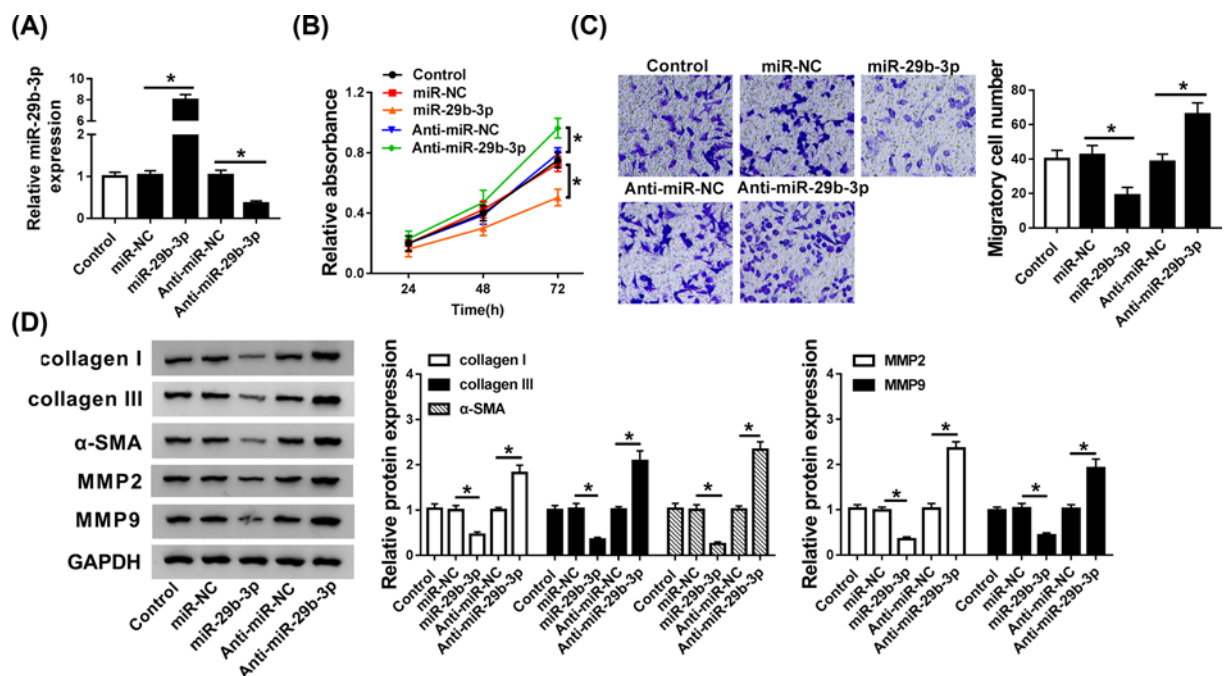 (A)
Relative miR-29b-3p
expression
10
8
6
4
2
1
0
*
*
Control
miR-NC
miR-29b-3p
Anti-miR-NC
Anti-miR-29b-3p
(B)
Relative absorbance
1.2
0.8
0.4
0.0
Control
miR-NC
miR-29b-3p
Anti-miR-NC
Anti-miR-29b-3p
*
*
24 48 72
Time(h)
(C)
Control miR-NC miR-29b-3p
Anti-miR-NC Anti-miR-29b-3p
Migratory cell number
80
60
40
20
0
*
*
Control
miR-NC
miR-29b-3p
Anti-miR-NC
Anti-miR-29b-3p
(D)
collagen I
collagen III
α-SMA
MMP2
MMP9
GAPDH
Control
miR-NC
miR-29b-3p
Anti-miR-NC
Anti-miR-29b-3p
Relative protein expression
4
2
1
0
collagen I
collagen III
α-SMA
*
*
*
*
*
*
Control
miR-NC
miR-29b-3p
Anti-miR-NC
Anti-miR-29b-3p
Control
miR-NC
miR-29b-3p
Anti-miR-NC
Anti-miR-29b-3p
Control
miR-NC
miR-29b-3p
Anti-miR-NC
Anti-miR-29b-3p
Relative protein expression
4
2
1
0
MMP2
MMP9
*
*
*
*
Control
miR-NC
miR-29b-3p
Anti-miR-NC
Anti-miR-29b-3p
Control
miR-NC
miR-29b-3p
Anti-miR-NC
Anti-miR-29b-3p